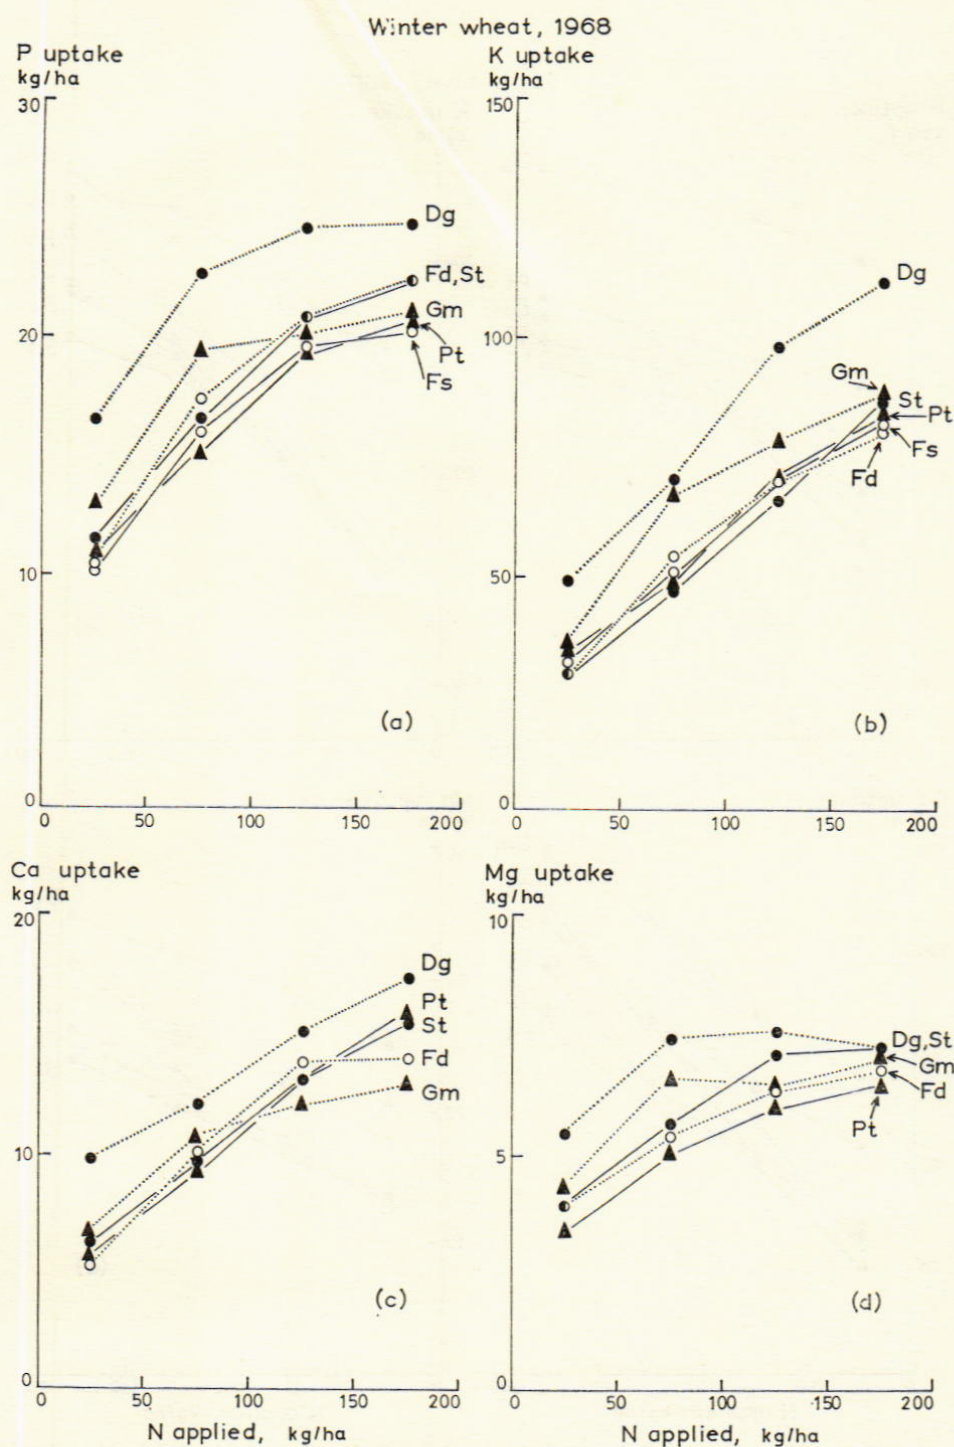 Winter wheat, 1968
P uptake
kg/ha
30
20
10
0
0 50 100 150 200
Dg
Fd,St
Gm
Pt
Fs
(a)
K uptake
kg/ha
150
100
50
0
0 50 100 150 200
Dg
Gm
St
Pt
Fs
Fd
(b)
Ca uptake
kg/ha
20
10
0
0 50 100 150 200
Dg
Pt
St
Fd
Gm
(c)
N applied, kg/ha
Mg uptake
kg/ha
10
5
0
0 50 100 150 200
Dg,St
Gm
Fd
Pt
(d)
N applied, kg/ha